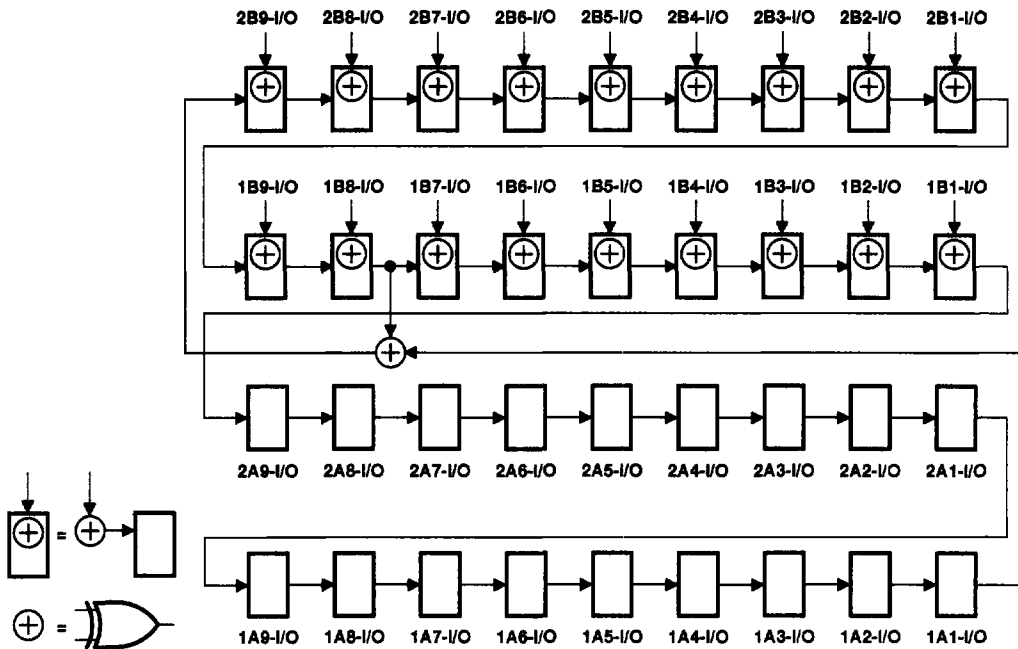 2B9-I/O 2B8-I/O 2B7-I/O 2B6-I/O 2B5-I/O 2B4-I/O 2B3-I/O 2B2-I/O 2B1-I/O
1B9-I/O 1B8-I/O 1B7-I/O 1B6-I/O 1B5-I/O 1B4-I/O 1B3-I/O 1B2-I/O 1B1-I/O
2A9-I/O 2A8-I/O 2A7-I/O 2A6-I/O 2A5-I/O 2A4-I/O 2A3-I/O 2A2-I/O 2A1-I/O
=
=
1A9-I/O 1A8-I/O 1A7-I/O 1A6-I/O 1A5-I/O 1A4-I/O 1A3-I/O 1A2-I/O 1A1-I/O